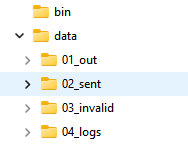 bin
data
01_out
02_sent
03_invalid
04_logs